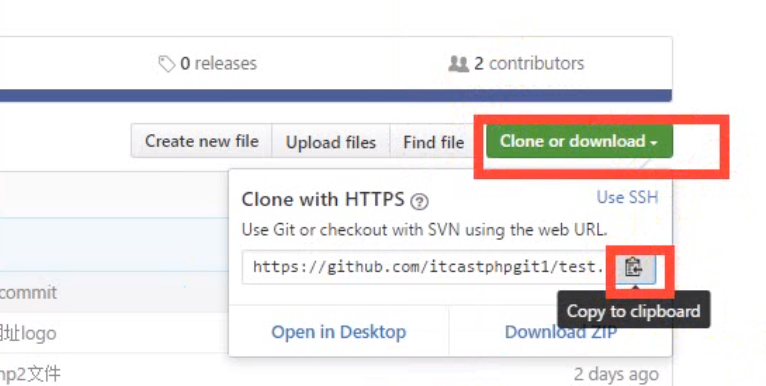 0 releases
2 contributors
Create new file
Upload files
Find file
Clone or download
Clone with HTTPS
Use SSH
Use Git or checkout with SVN using the web URL.
https://github.com/itcastphpgit1/test.
Copy to clipboard
Open in Desktop
Download ZIP
commit
址logo
np2文件
2 days ago